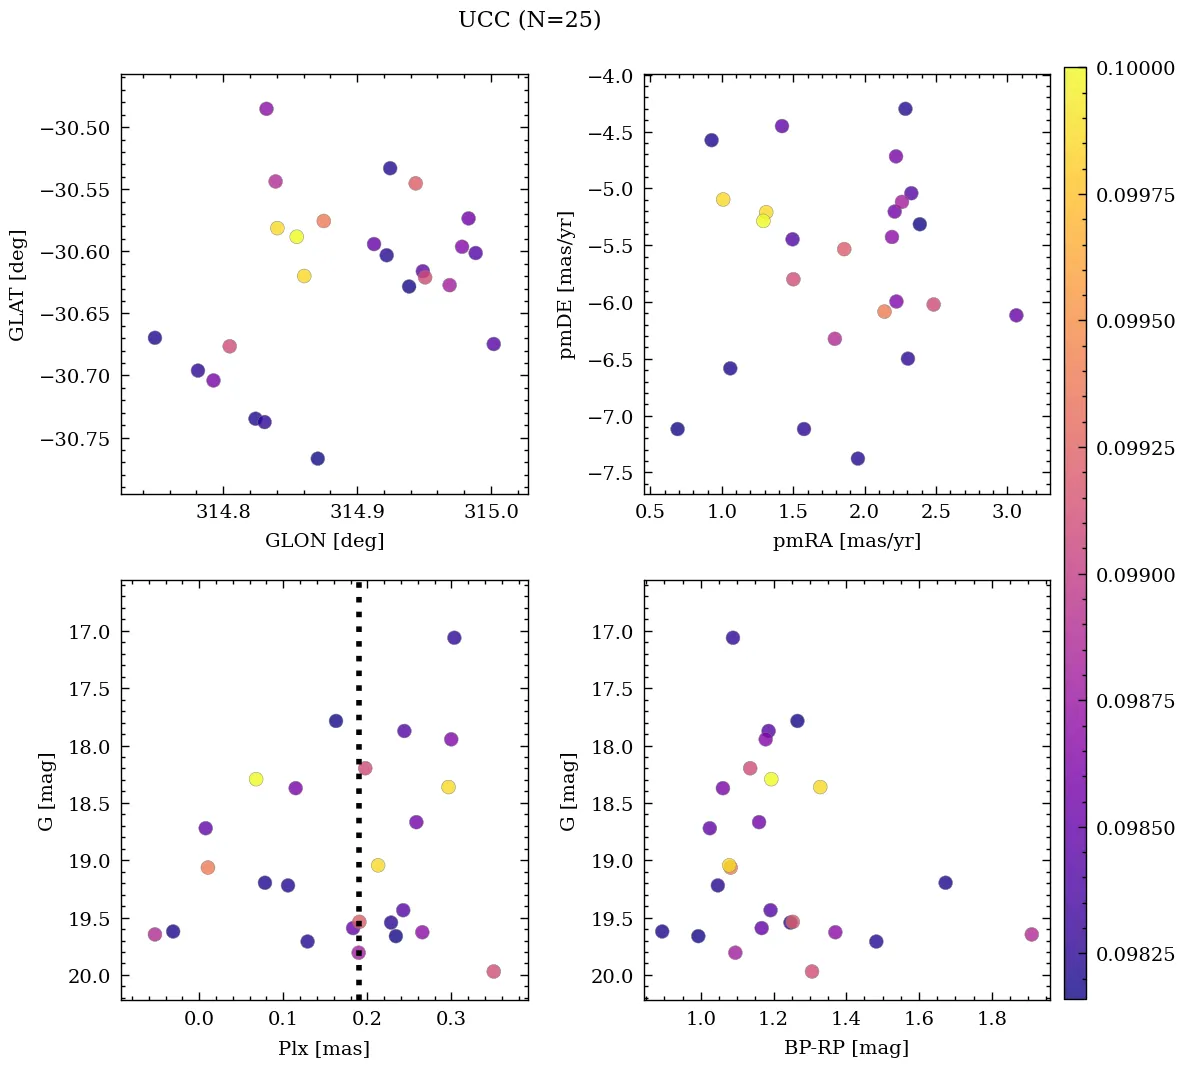 UCC (N=25)
−30.50
−30.55
−30.60
−30.65
−30.70
−30.75
GLAT [deg]
314.8 314.9 315.0
GLON [deg]
−4.0
−4.5
−5.0
−5.5
−6.0
−6.5
−7.0
−7.5
pmDE [mas/yr]
0.5 1.0 1.5 2.0 2.5 3.0
pmRA [mas/yr]
17.0
17.5
18.0
18.5
19.0
19.5
20.0
G [mag]
0.0 0.1 0.2 0.3
Plx [mas]
17.0
17.5
18.0
18.5
19.0
19.5
20.0
G [mag]
1.0 1.2 1.4 1.6 1.8
BP-RP [mag]
0.10000
0.09975
0.09950
0.09925
0.09900
0.09875
0.09850
0.09825